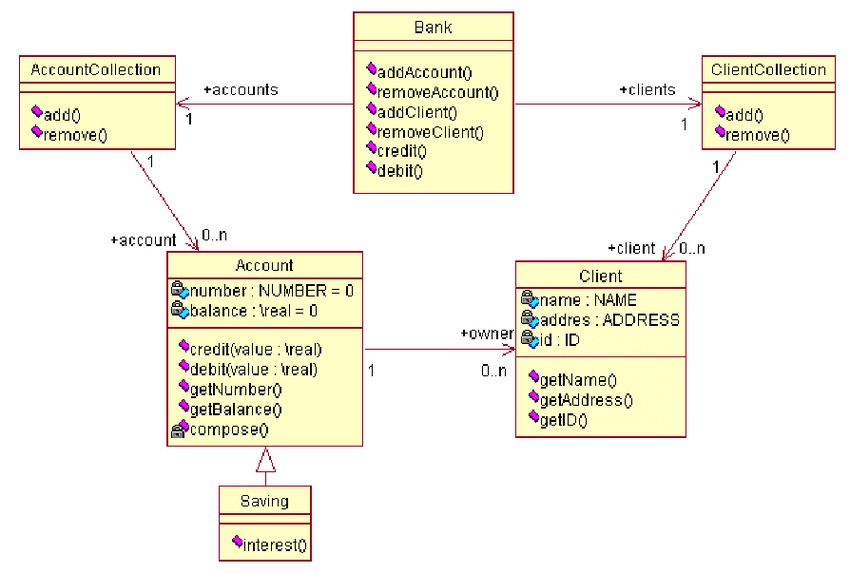 Bank
addAccount()
removeAccount()
addClient()
removeClient()
credit()
debit()
AccountCollection
add()
remove()
+accounts
1
+clients
1
ClientCollection
add()
remove()
1
+account
0..n
1
+client
0..n
Account
number : NUMBER = 0
balance : \real = 0
credit(value : \real)
debit(value : \real)
getNumber()
getBalance()
compose()
+owner
1
0..n
Client
name : NAME
addres : ADDRESS
id : ID
getName()
getAddress()
getID()
Saving
interest()